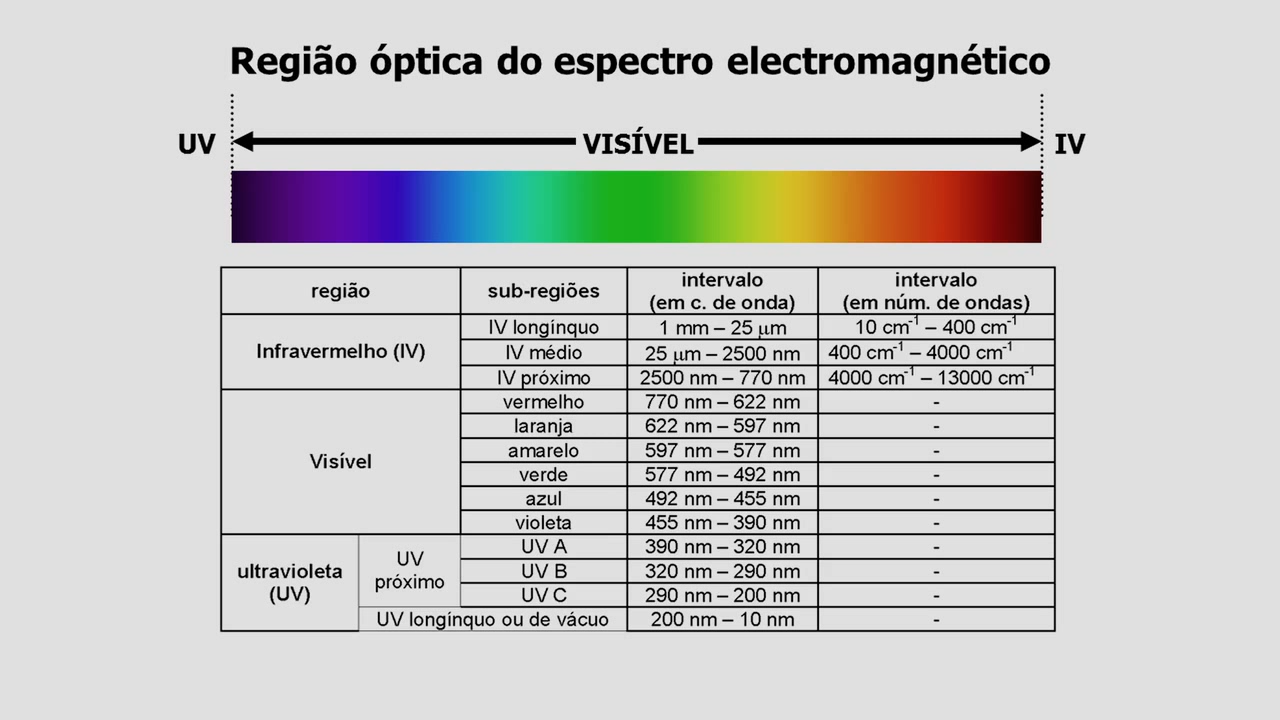 Região óptica do espectro electromagnético
UV VISÍVEL IV
região sub-regiões intervalo (em c. de onda) intervalo (em núm. de ondas)
Infravermelho (IV) IV longínquo 1 mm – 25 μm 10 cm⁻¹ – 400 cm⁻¹
IV médio 25 μm – 2500 nm 400 cm⁻¹ – 4000 cm⁻¹
IV próximo 2500 nm – 770 nm 4000 cm⁻¹ – 13000 cm⁻¹
Visível vermelho 770 nm – 622 nm -
laranja 622 nm – 597 nm -
amarelo 597 nm – 577 nm -
verde 577 nm – 492 nm -
azul 492 nm – 455 nm -
violeta 455 nm – 390 nm -
ultravioleta (UV) UV próximo UV A 390 nm – 320 nm -
UV B 320 nm – 290 nm -
UV C 290 nm – 200 nm -
UV longínquo ou de vácuo 200 nm – 10 nm -